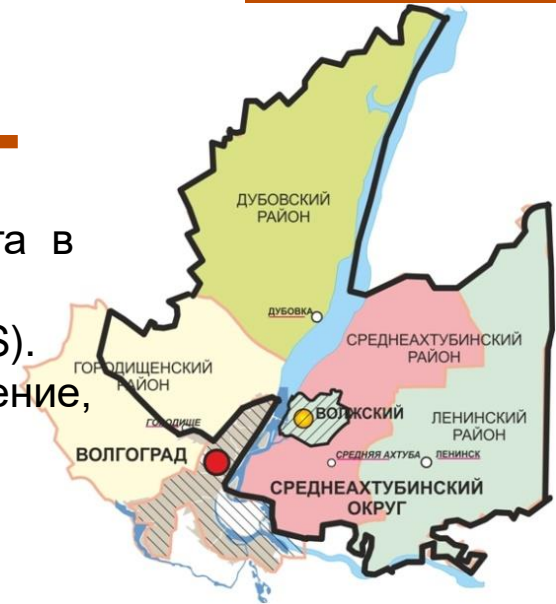 та в
S).
ение,
ДУБОВСКИЙ
РАЙОН
ДУБОВКА
СРЕДНЕАХТУБИНСКИЙ
РАЙОН
ГОРОДИЩЕНСКИЙ
РАЙОН
ГОРОДИЩЕ
ВОЛЖСКИЙ
ЛЕНИНСКИЙ
РАЙОН
ВОЛГОГРАД
СРЕДНЯЯ АХТУБА
ЛЕНИНСК
СРЕДНЕАХТУБИНСКИЙ
ОКРУГ